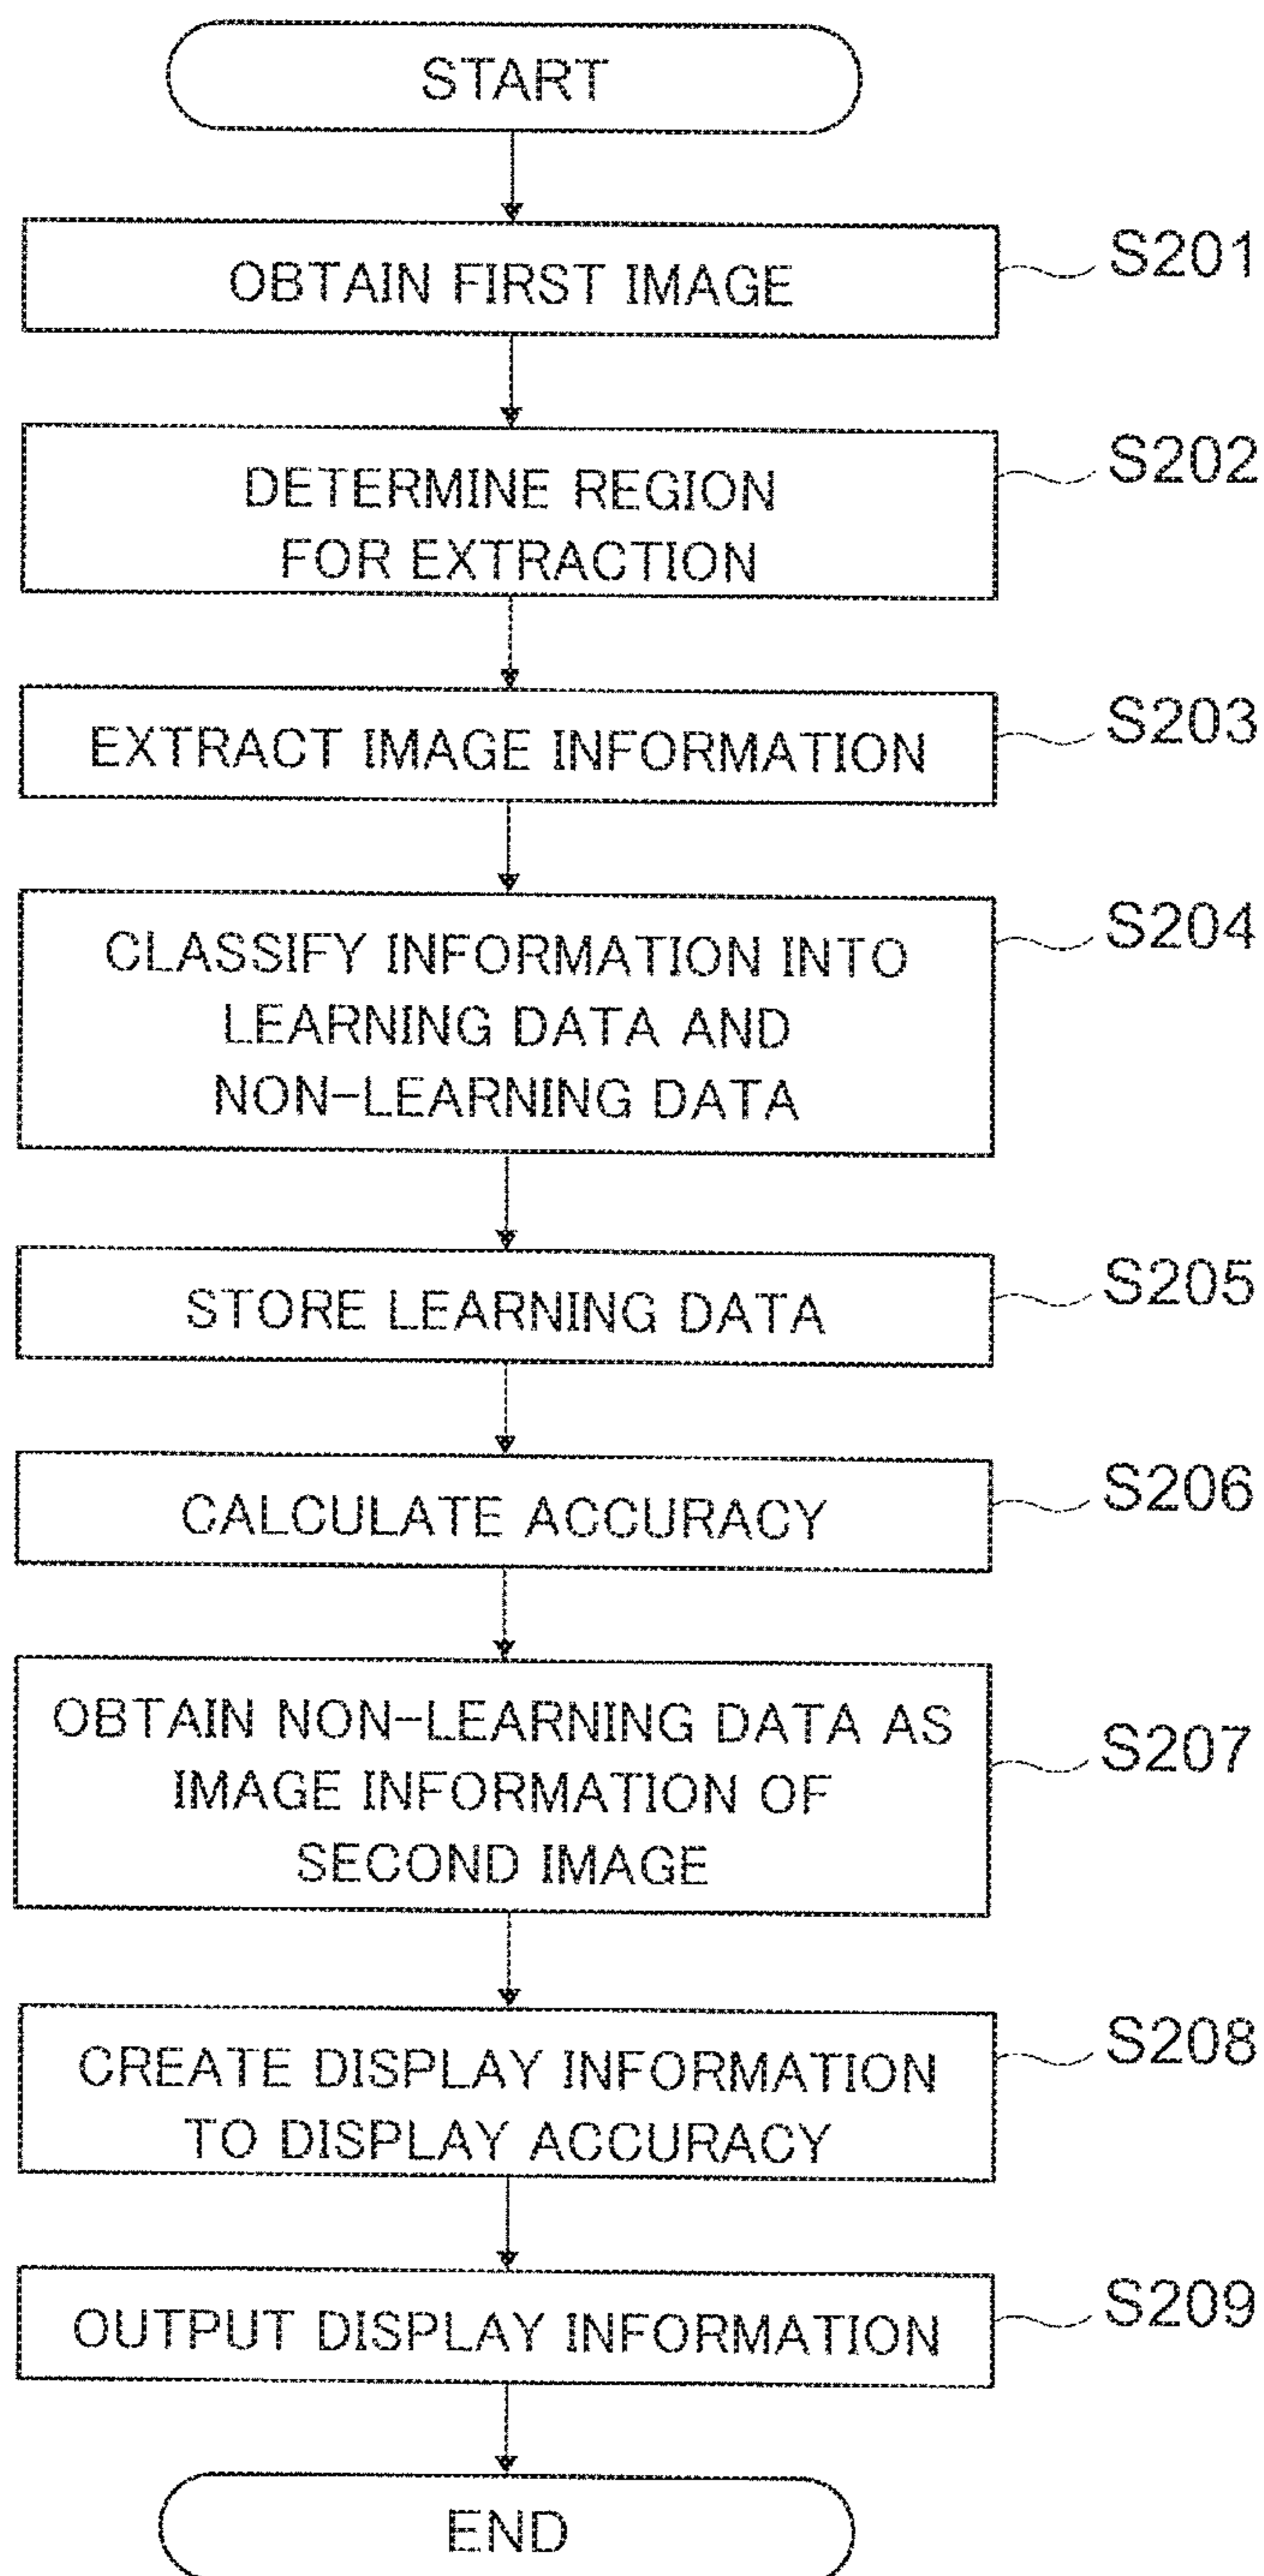 START
OBTAIN FIRST IMAGE
S201
DETERMINE REGION
FOR EXTRACTION
S202
EXTRACT IMAGE INFORMATION
S203
CLASSIFY INFORMATION INTO
LEARNING DATA AND
NON-LEARNING DATA
S204
STORE LEARNING DATA
S205
CALCULATE ACCURACY
S206
OBTAIN NON-LEARNING DATA AS
IMAGE INFORMATION OF
SECOND IMAGE
S207
CREATE DISPLAY INFORMATION
TO DISPLAY ACCURACY
S208
OUTPUT DISPLAY INFORMATION
S209
END